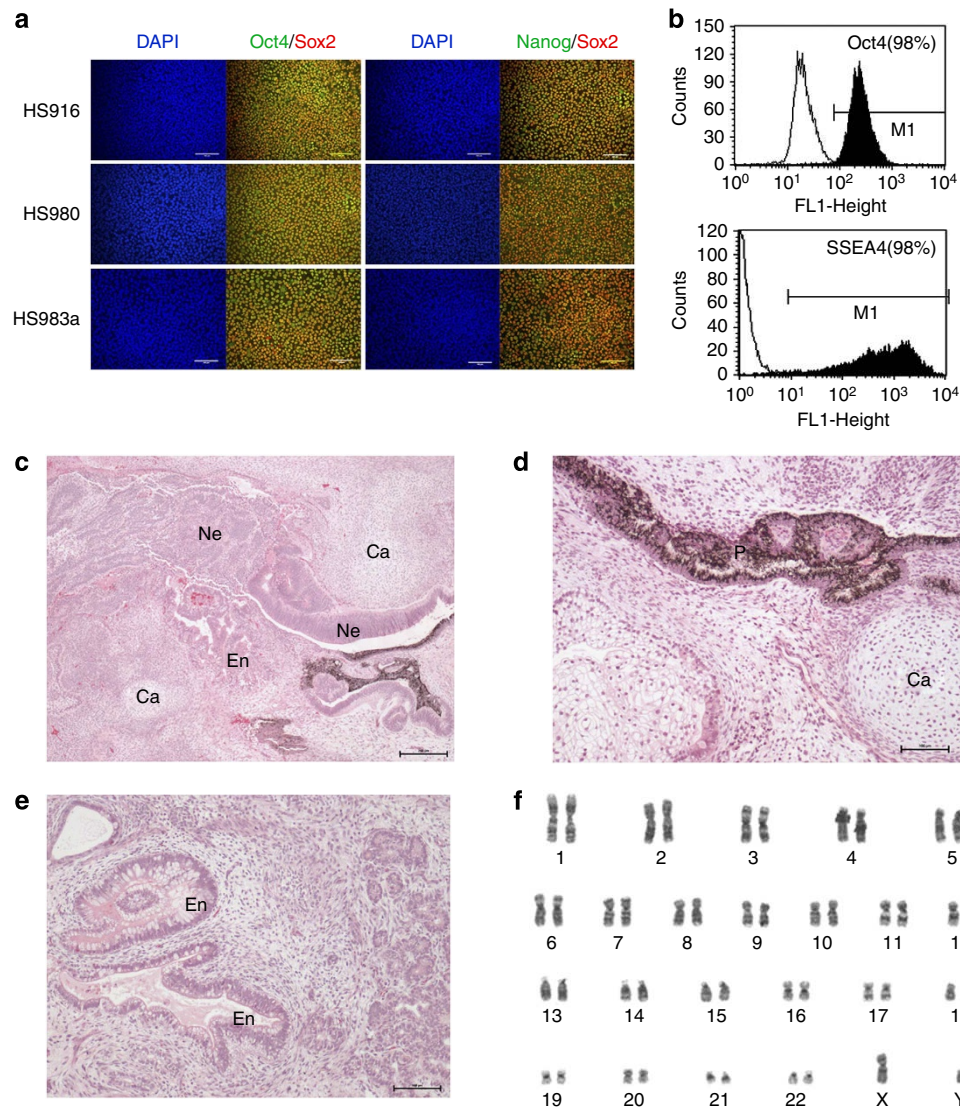 a
DAPI Oct4/Sox2 DAPI Nanog/Sox2
HS916
HS980
HS983a
b
150
120
90
60
30
0
Counts
Oct4(98%)
M1
10⁰ 10¹ 10² 10³ 10⁴
FL1-Height
120
100
80
60
40
20
0
Counts
SSEA4(98%)
M1
10⁰ 10¹ 10² 10³ 10⁴
FL1-Height
c
Ne
Ca
Ne
En
Ca
d
P
Ca
e
En
En
f
1 2 3 4 5
6 7 8 9 10 11 1
13 14 15 16 17 1
19 20 21 22 X Y